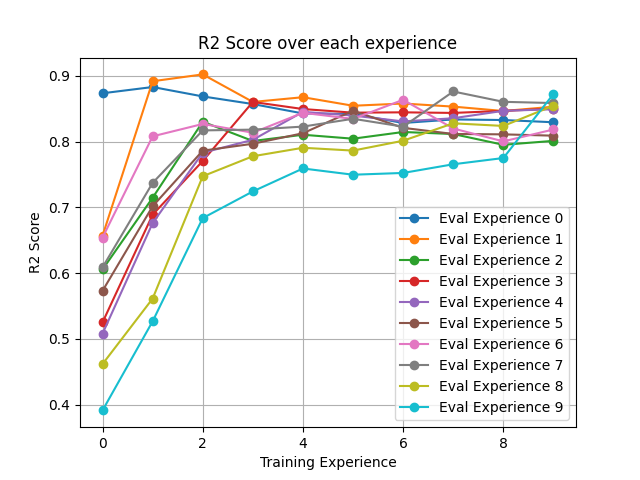 R2 Score over each experience
0.9
0.8
0.7
0.6
0.5
0.4
R2 Score
0 2 4 6 8
Training Experience
Eval Experience 0
Eval Experience 1
Eval Experience 2
Eval Experience 3
Eval Experience 4
Eval Experience 5
Eval Experience 6
Eval Experience 7
Eval Experience 8
Eval Experience 9